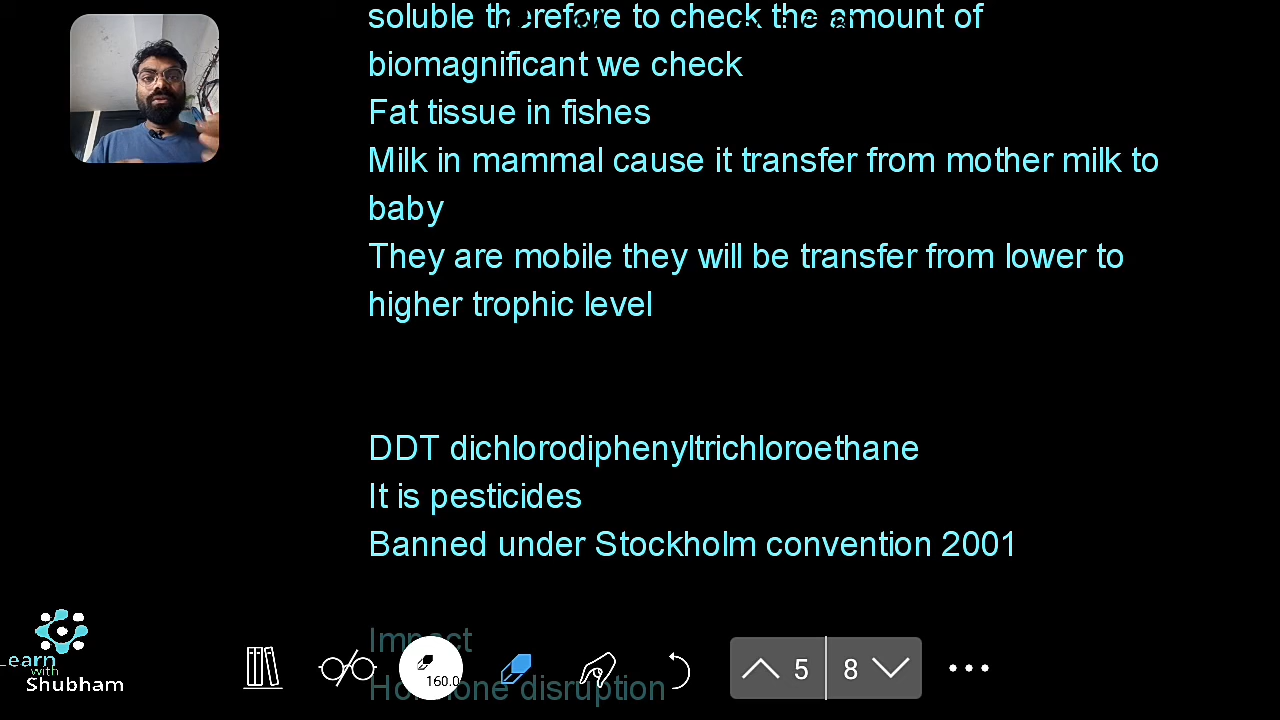 soluble therefore to check the amount of
biomagnificant we check
Fat tissue in fishes
Milk in mammal cause it transfer from mother milk to
baby
They are mobile they will be transfer from lower to
higher trophic level
DDT dichlorodiphenyltrichloroethane
It is pesticides
Banned under Stockholm convention 2001
Impact
Hormone disruption
Learn
with
Shubham
160.0
5
8